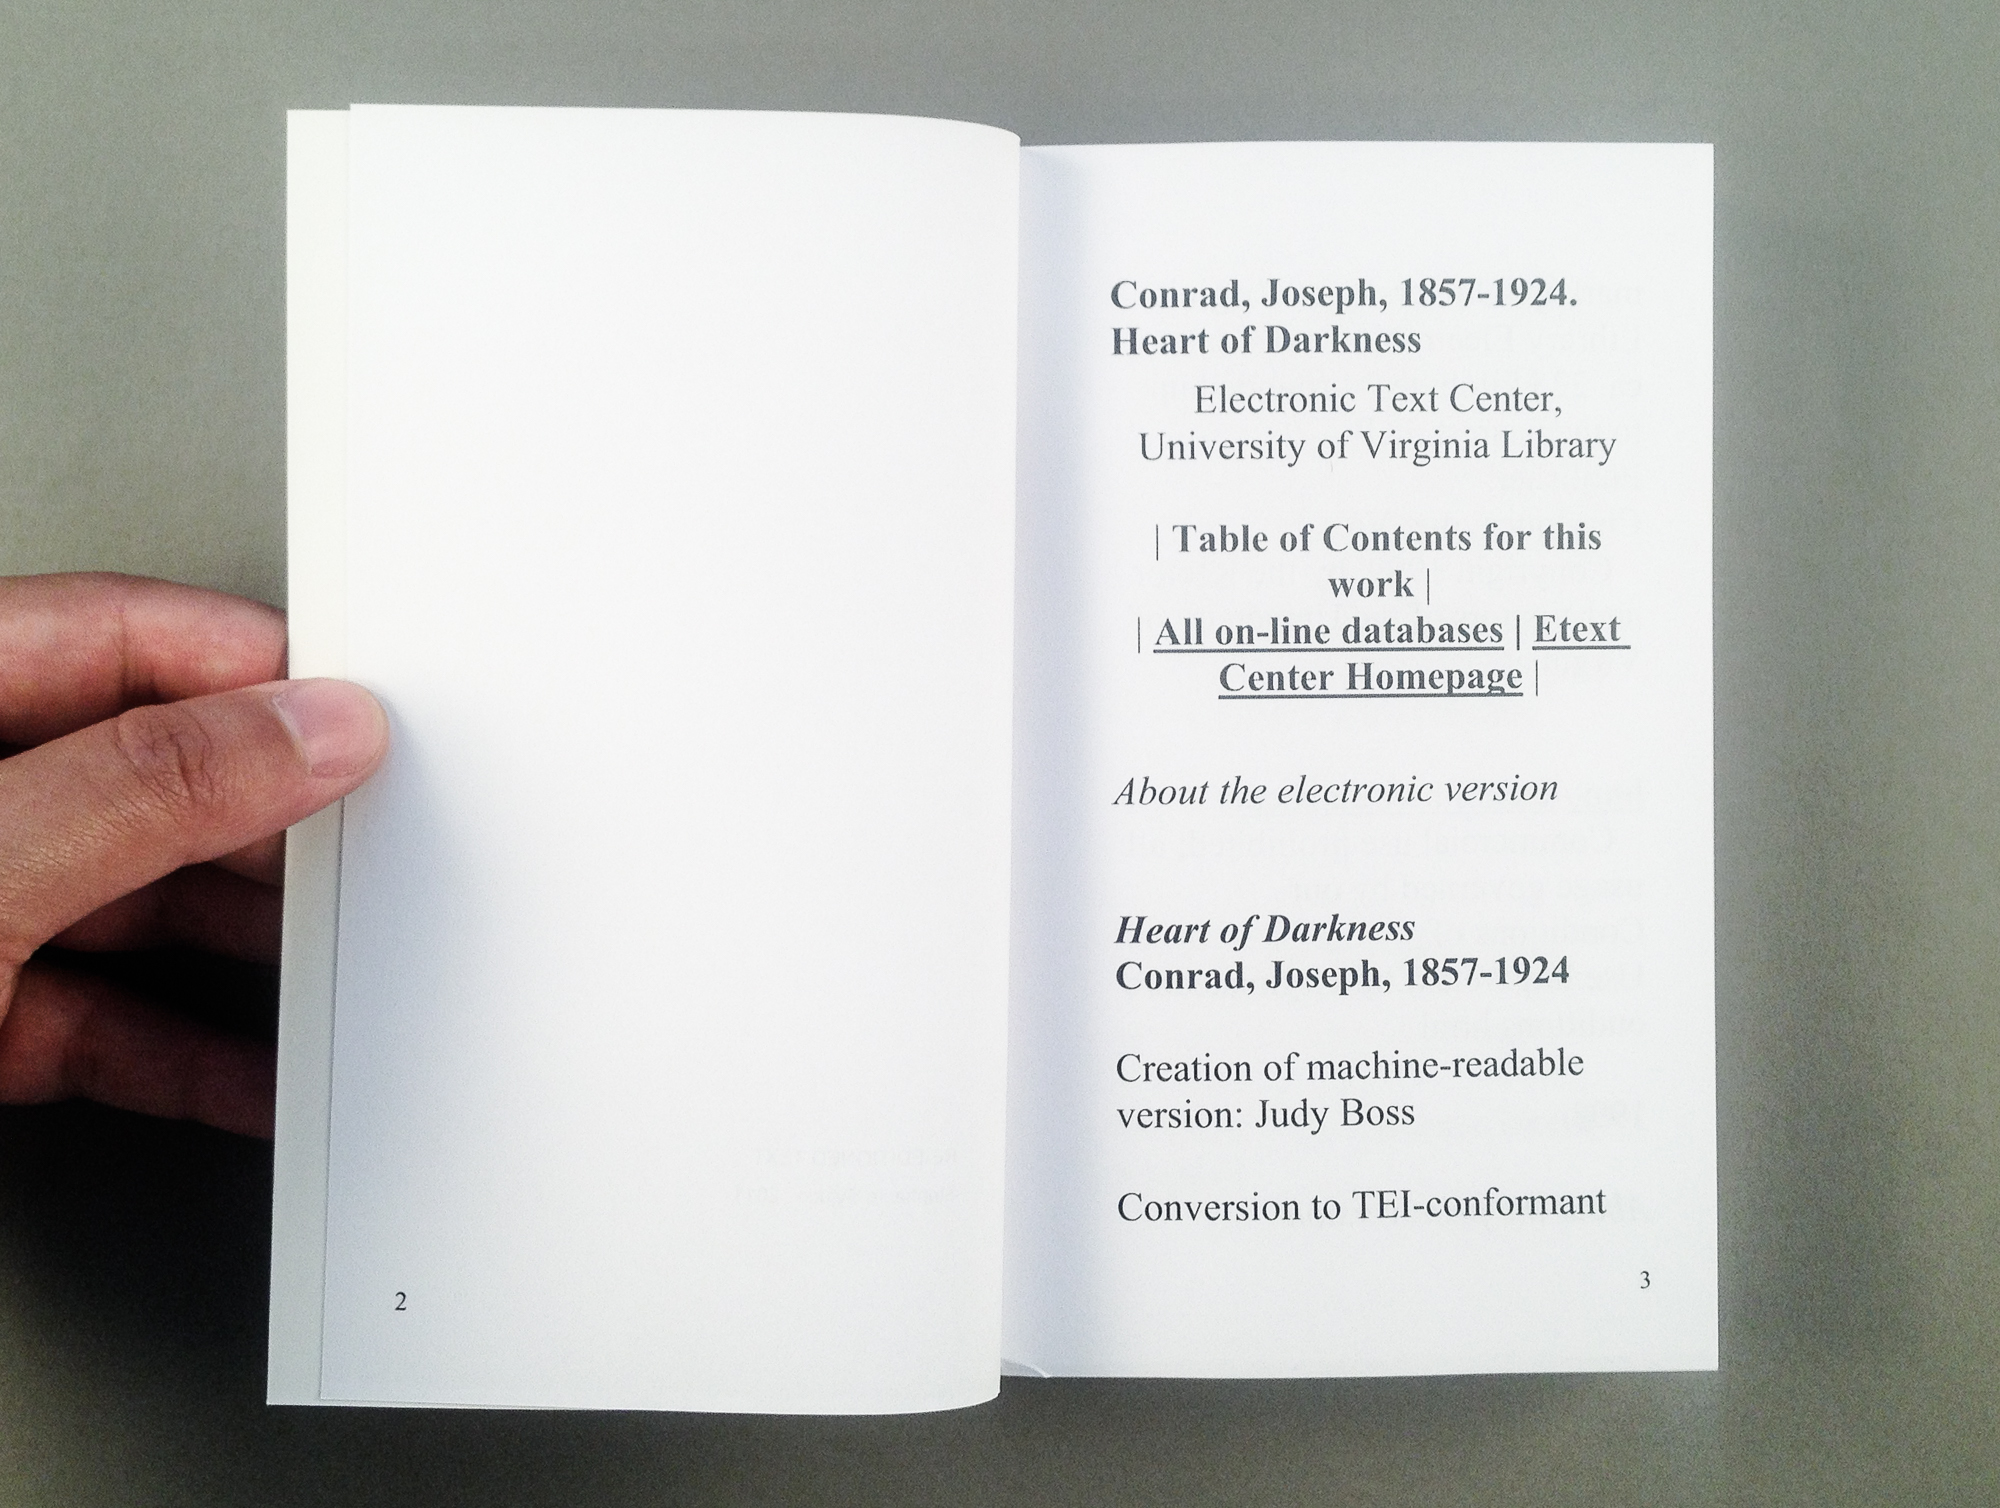 2
Conrad, Joseph, 1857-1924.
Heart of Darkness
Electronic Text Center,
University of Virginia Library
| Table of Contents for this
work |
| All on-line databases | Etext
Center Homepage |
About the electronic version
Heart of Darkness
Conrad, Joseph, 1857-1924
Creation of machine-readable
version: Judy Boss
Conversion to TEI-conformant
3